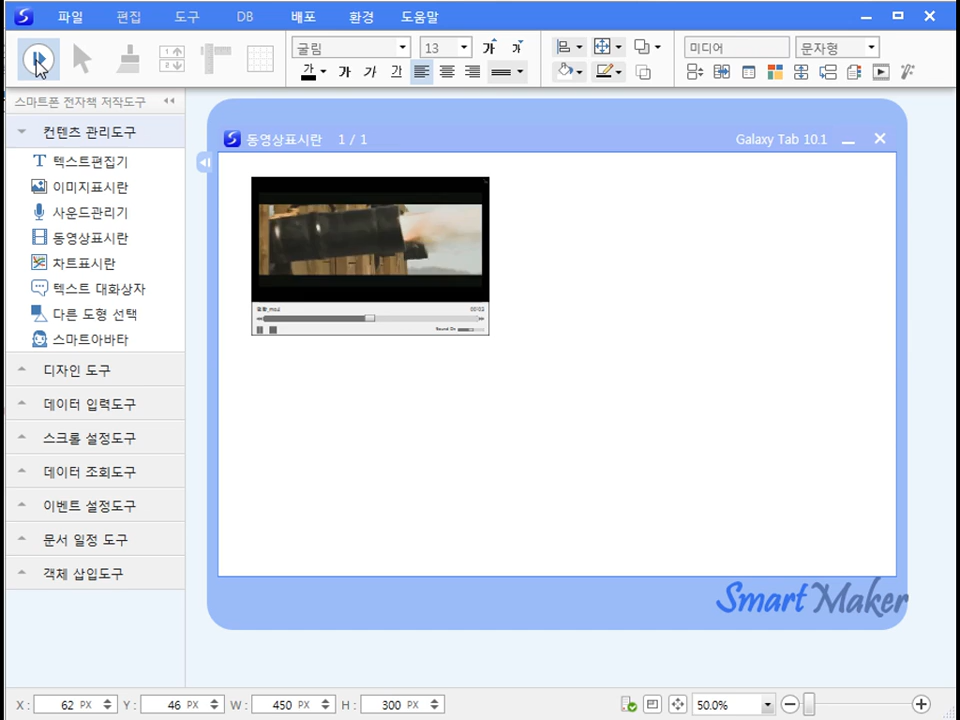 파일 편집 도구 DB 배포 환경 도움말
굴림 13 가 가 미디어 문자형
가 가 가 가
스마트폰 전자책 저작도구
컨텐츠 관리도구
텍스트편집기
이미지표시란
사운드관리기
동영상표시란
차트표시란
텍스트 대화상자
다른 도형 선택
스마트아바타
디자인 도구
데이터 입력도구
스크롤 설정도구
데이터 조회도구
이벤트 설정도구
문서 일정 도구
객체 삽입도구
동영상표시란 1 / 1 Galaxy Tab 10.1
Sound On
Smart Maker
X : 62 PX Y : 46 PX W : 450 PX H : 300 PX 50.0%